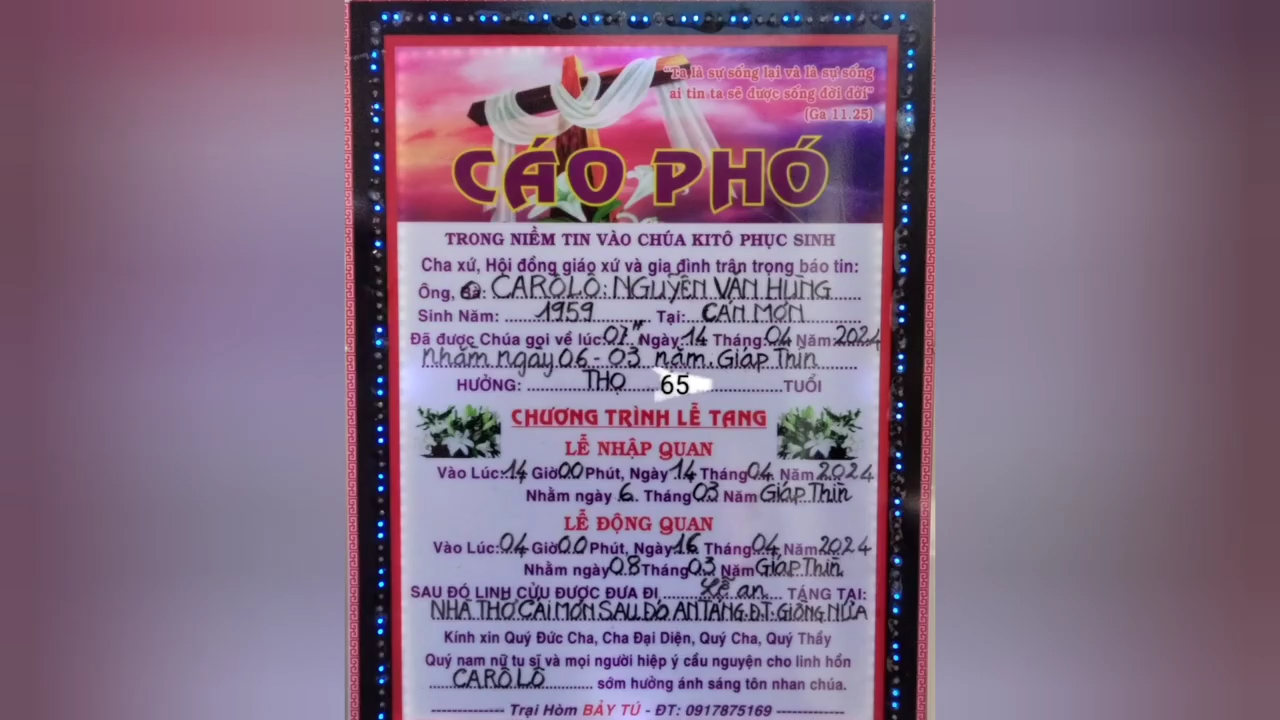 "Ta là sự sống lại và là sự sống
ai tin ta sẽ được sống đời đời"
(Ga 11.25)
CÁO PHÓ
TRONG NIỀM TIN VÀO CHÚA KITÔ PHỤC SINH
Cha xứ, Hội đồng giáo xứ và gia đình trân trọng báo tin:
Ông, Bà: CARÔLÔ: NGUYỄN VĂN HÙNG
Sinh Năm: 1959 Tại: CÁI MƠN
Đã được Chúa gọi về lúc: 07H Ngày: 14 Tháng: 04 Năm: 2024
Nhằm ngày 06 - 03 năm. Giáp Thìn
HƯỞNG: THỌ 65 TUỔI
CHƯƠNG TRÌNH LỄ TANG
LỄ NHẬP QUAN
Vào Lúc: 14 Giờ 00 Phút, Ngày 14 Tháng 04 Năm 2024
Nhằm ngày 6. Tháng 03 Năm Giáp Thìn
LỄ ĐỘNG QUAN
Vào Lúc: 04 Giờ 00 Phút, Ngày 16 Tháng 04 Năm 2024
Nhằm ngày 08 Tháng 03 Năm Giáp Thìn
SAU ĐÓ LINH CỬU ĐƯỢC ĐƯA ĐI Lễ an TÁNG TẠI:
NHÀ THỜ CÁI MƠN SAU ĐÓ AN TÁNG. Đ.T. GIỒNG NỨA
Kính xin Quý Đức Cha, Cha Đại Diện, Quý Cha, Quý Thầy
Quý nam nữ tu sĩ và mọi người hiệp ý cầu nguyện cho linh hồn
CARÔLÔ sớm hưởng ánh sáng tôn nhan chúa.
Trại Hòm BẢY TÚ - ĐT: 0917875169